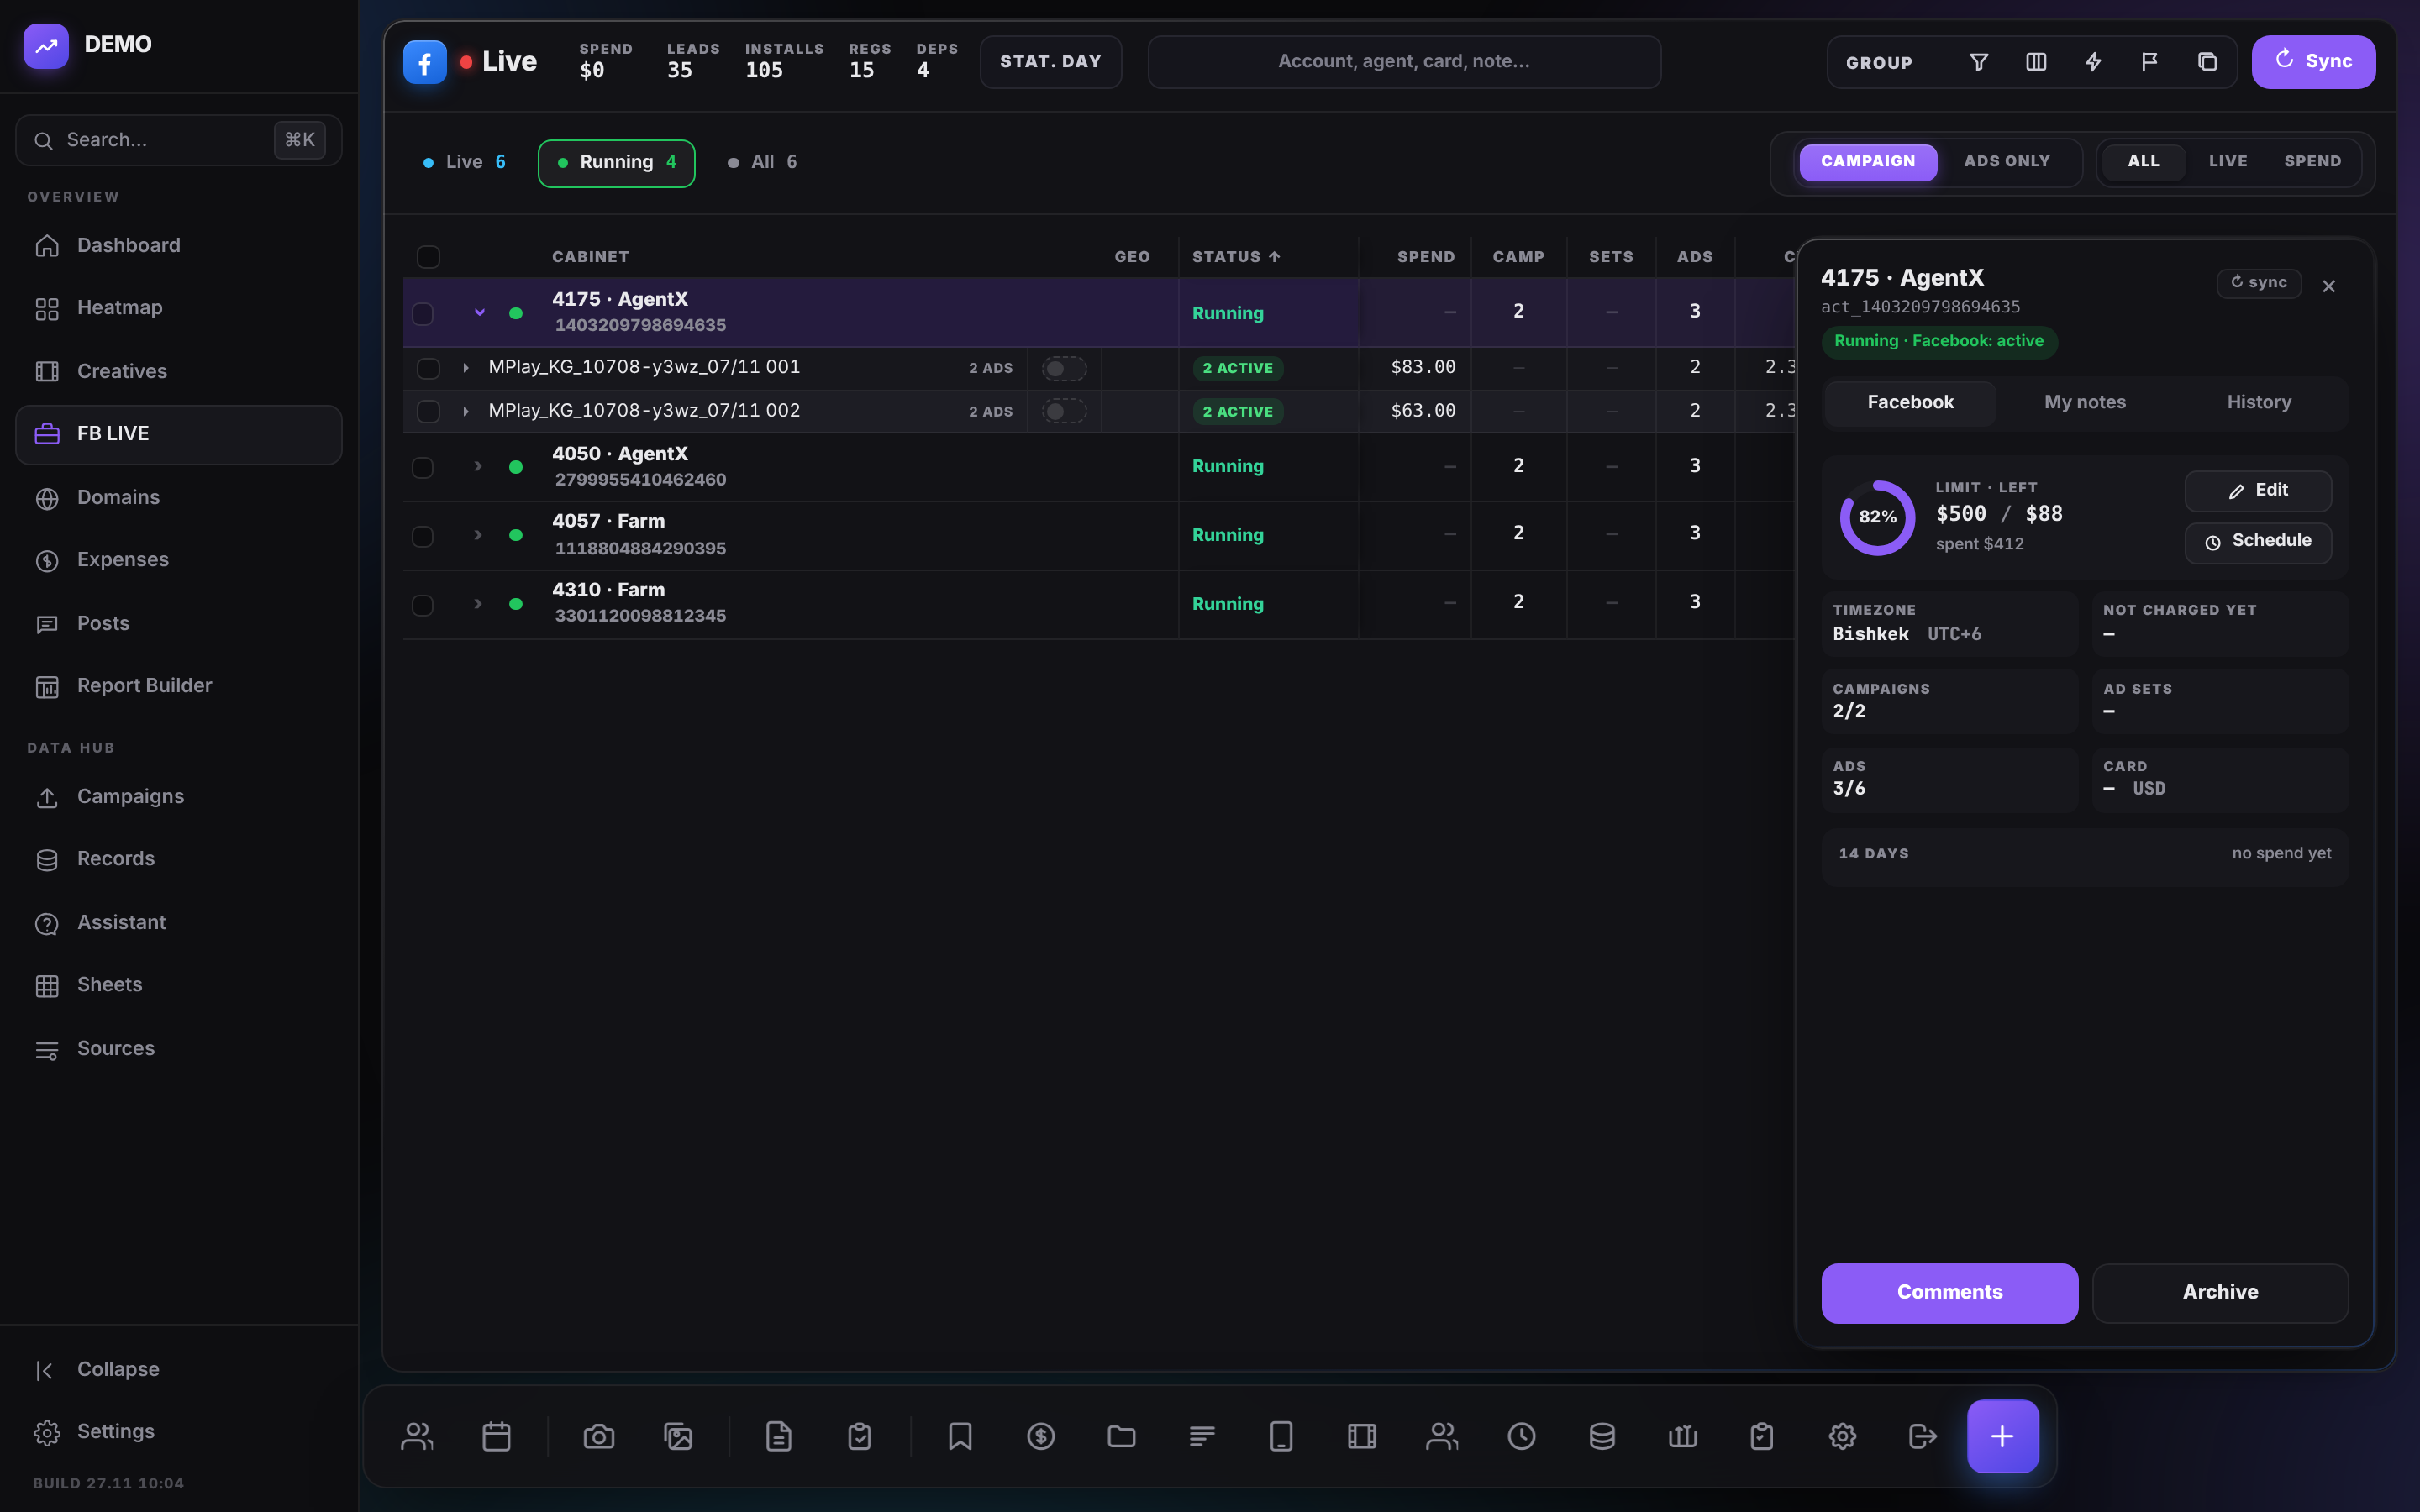 DEMO
Search...
⌘K
OVERVIEW
Dashboard
Heatmap
Creatives
FB LIVE
Domains
Expenses
Posts
Report Builder
DATA HUB
Campaigns
Records
Assistant
Sheets
Sources
Collapse
Settings
BUILD 27.11 10:04
Live
SPEND LEADS INSTALLS REGS DEPS
$0 35 105 15 4
STAT. DAY
Account, agent, card, note...
GROUP
Sync
Live 6
Running 4
All 6
CAMPAIGN
ADS ONLY
ALL
LIVE
SPEND
CABINET GEO STATUS ↑ SPEND CAMP SETS ADS
4175 · AgentX
1403209798694635
Running – 2 – 3
MPlay_KG_10708-y3wz_07/11 001 2 ADS 2 ACTIVE $83.00 – – 2 2.3
MPlay_KG_10708-y3wz_07/11 002 2 ADS 2 ACTIVE $63.00 – – 2 2.3
4050 · AgentX
2799955410462460
Running – 2 – 3
4057 · Farm
1118804884290395
Running – 2 – 3
4310 · Farm
3301120098812345
Running – 2 – 3
4175 · AgentX
sync
act_1403209798694635
Running · Facebook: active
Facebook
My notes
History
82%
LIMIT · LEFT
$500 / $88
spent $412
Edit
Schedule
TIMEZONE
Bishkek UTC+6
NOT CHARGED YET
–
CAMPAIGNS
2/2
AD SETS
–
ADS
3/6
CARD
– USD
14 DAYS
no spend yet
Comments
Archive